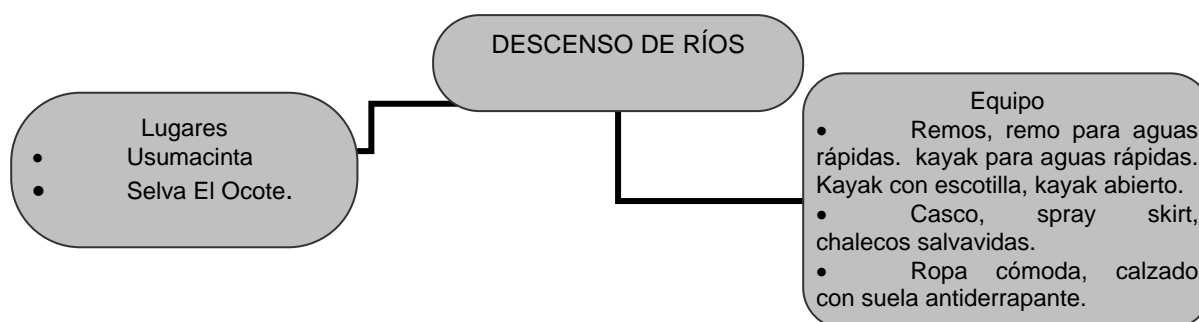 DESCENSO DE RÍOS
Lugares
• Usumacinta
• Selva El Ocote.
Equipo
• Remos, remo para aguas
rápidas. kayak para aguas rápidas.
Kayak con escotilla, kayak abierto.
• Casco, spray skirt,
chalecos salvavidas.
• Ropa cómoda, calzado
con suela antiderrapante.